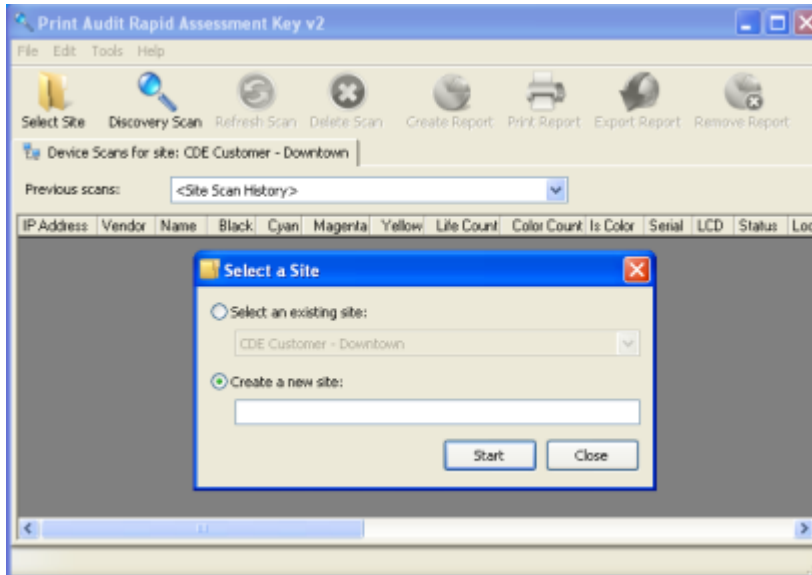 Print Audit Rapid Assessment Key v2
File Edit Tools Help
Select Site Discovery Scan Refresh Scan Delete Scan Create Report Print Report Export Report Remove Report
Device Scans for site: CDE Customer - Downtown
Previous scans: <Site Scan History>
IP Address Vendor Name Black Cyan Magenta Yellow Life Count Color Count Is Color Serial LCD Status Loc
Select a Site
Select an existing site:
CDE Customer - Downtown
Create a new site:
Start Close